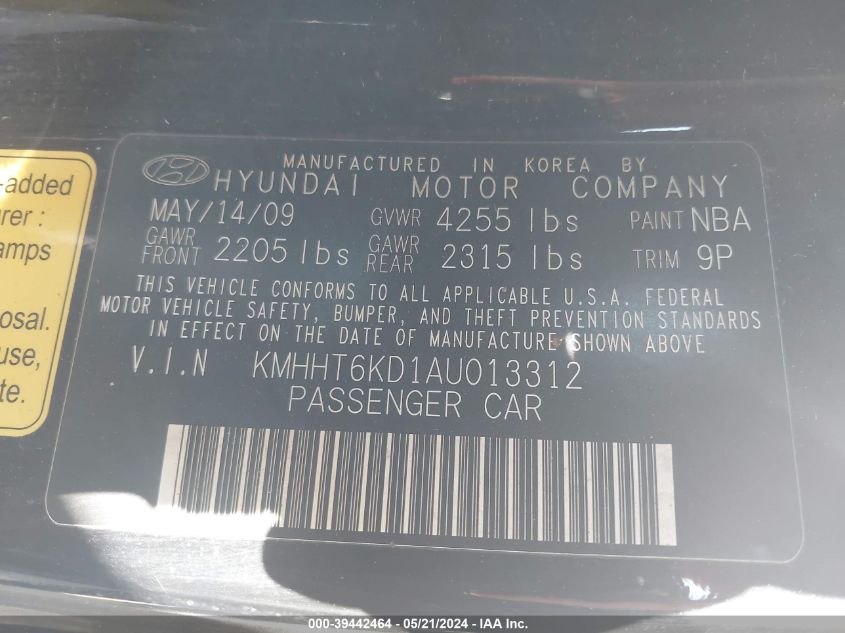 -added
rer :
amps
osal.
use,
te.
MANUFACTURED IN KOREA BY
HYUNDAI MOTOR COMPANY
MAY/14/09 GVWR 4255 lbs PAINT NBA
GAWR FRONT 2205 lbs GAWR REAR 2315 lbs TRIM 9P
THIS VEHICLE CONFORMS TO ALL APPLICABLE U.S.A. FEDERAL
MOTOR VEHICLE SAFETY, BUMPER, AND THEFT PREVENTION STANDARDS
IN EFFECT ON THE DATE OF MANUFACTURE SHOWN ABOVE
V.I.N KMHHT6KD1AU013312
PASSENGER CAR
000-39442464 - 05/21/2024 - IAA Inc.